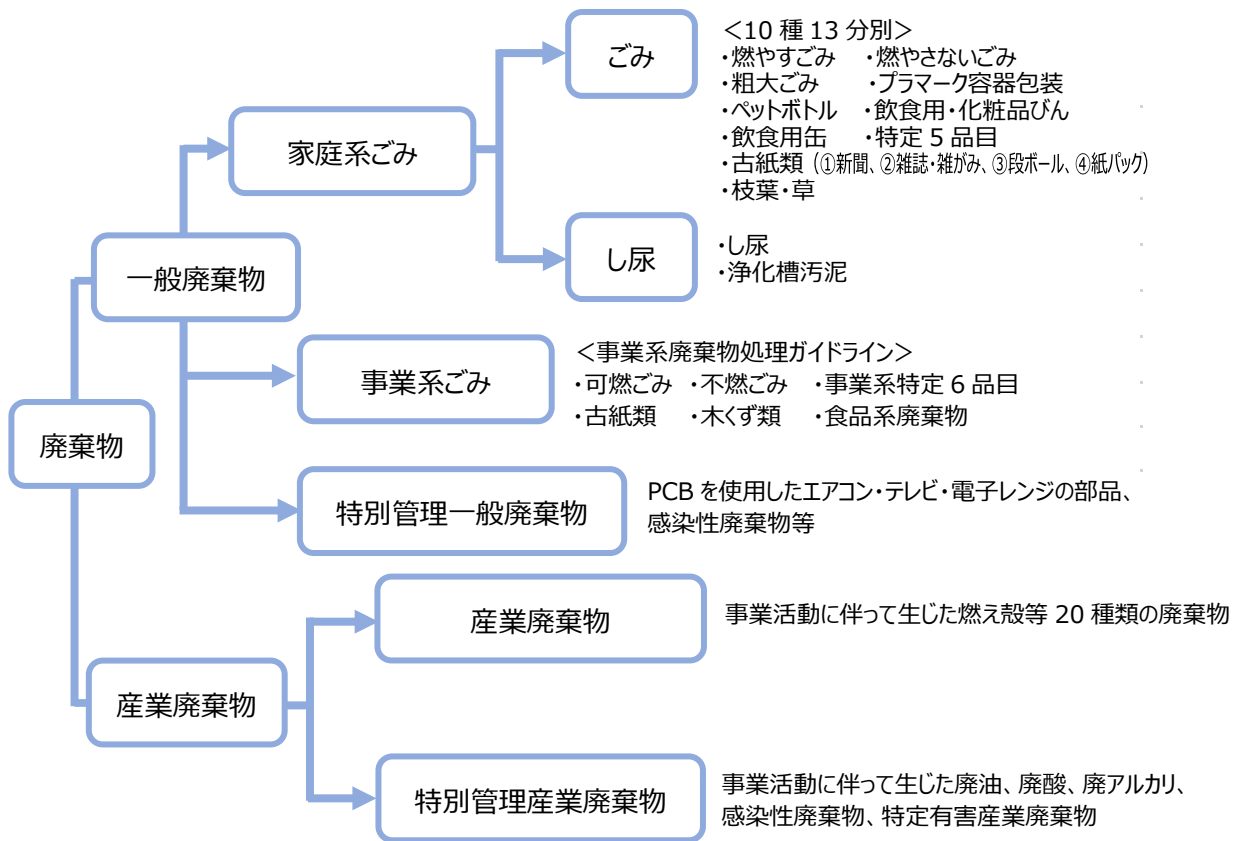 ごみ
<10 種 13 分別>
・燃やすごみ ・燃やさないごみ
・粗大ごみ ・プラマーク容器包装
・ペットボトル ・飲食用・化粧品びん
・飲食用缶 ・特定 5 品目
・古紙類 (①新聞、②雑誌・雑がみ、③段ボール、④紙パック)
・枝葉・草
家庭系ごみ
し尿
・し尿
・浄化槽汚泥
一般廃棄物
事業系ごみ
<事業系廃棄物処理ガイドライン>
・可燃ごみ ・不燃ごみ ・事業系特定 6 品目
・古紙類 ・木くず類 ・食品系廃棄物
廃棄物
特別管理一般廃棄物
PCB を使用したエアコン・テレビ・電子レンジの部品、
感染性廃棄物等
産業廃棄物
事業活動に伴って生じた燃え殻等 20 種類の廃棄物
産業廃棄物
特別管理産業廃棄物
事業活動に伴って生じた廃油、廃酸、廃アルカリ、
感染性廃棄物、特定有害産業廃棄物